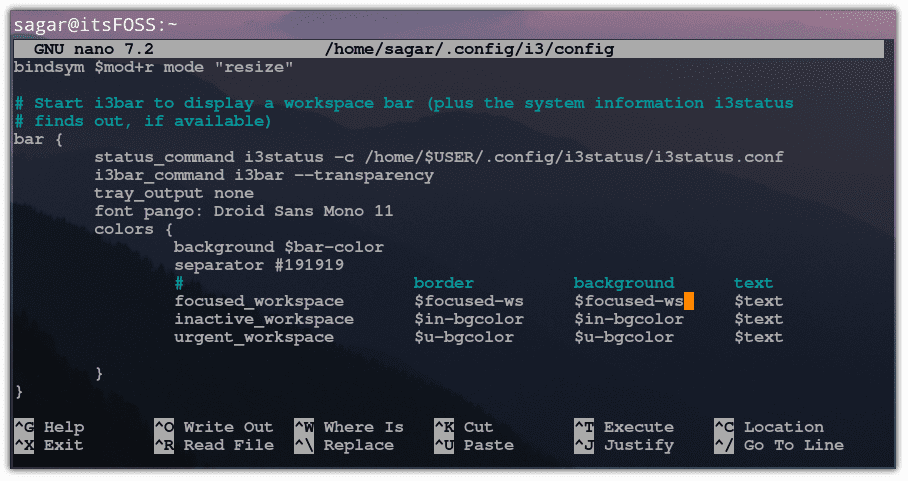 sagar@itsFOSS:~
GNU nano 7.2 /home/sagar/.config/i3/config
bindsym $mod+r mode "resize"
# Start i3bar to display a workspace bar (plus the system information i3status
# finds out, if available)
bar {
status_command i3status -c /home/$USER/.config/i3status/i3status.conf
i3bar_command i3bar --transparency
tray_output none
font pango: Droid Sans Mono 11
colors {
background $bar-color
separator #191919
# border background text
focused_workspace $focused-ws $focused-ws $text
inactive_workspace $in-bgcolor $in-bgcolor $text
urgent_workspace $u-bgcolor $u-bgcolor $text
}
}
^G Help ^O Write Out ^W Where Is ^K Cut ^T Execute ^C Location
^X Exit ^R Read File ^\ Replace ^U Paste ^J Justify ^/ Go To Line